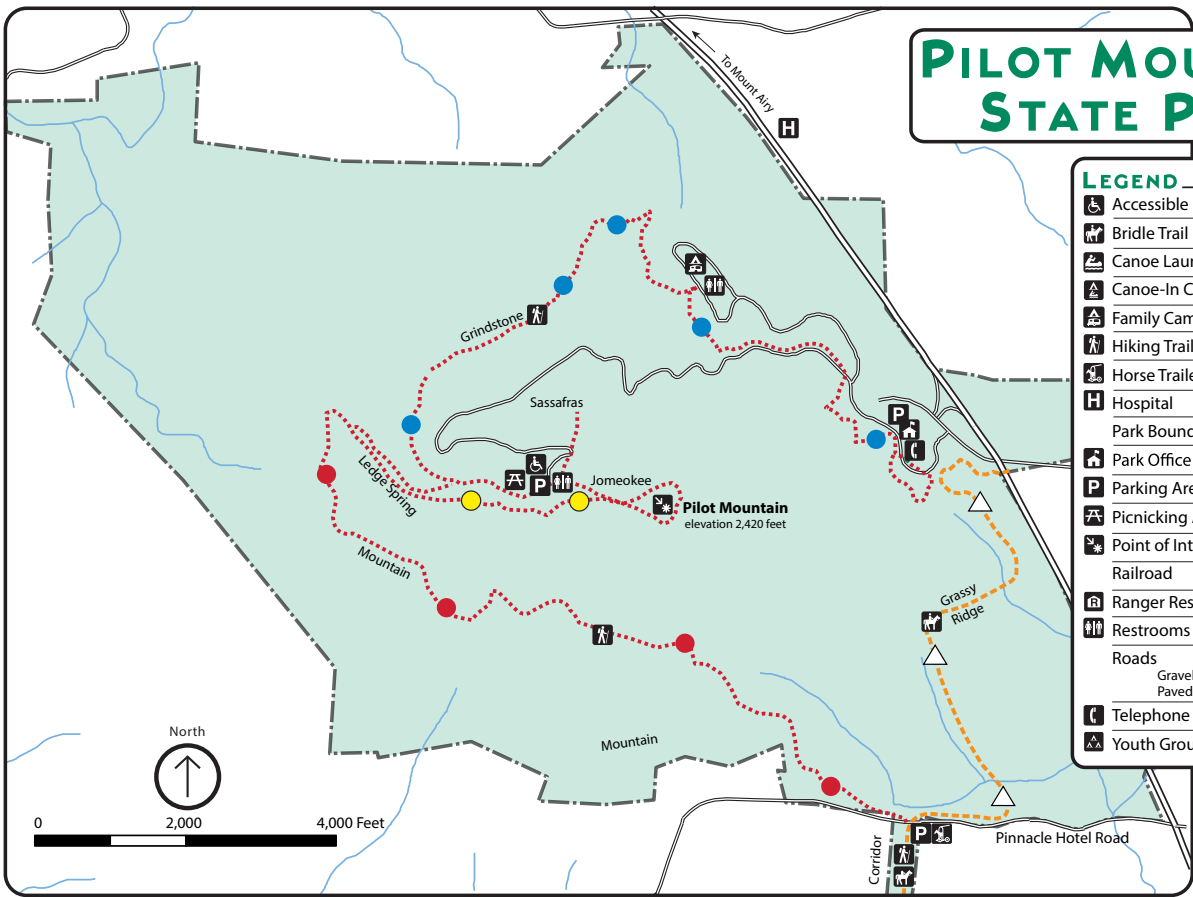 PILOT MOU
STATE P
To Mount Airy
H
LEGEND
Accessible
Bridle Trail
Canoe Laun
Canoe-In C
Family Cam
Hiking Trail
Horse Traile
H Hospital
Park Bound
Park Office
P Parking Are
Picnicking
Point of Int
Railroad
R Ranger Res
Restrooms
Roads
Gravel
Paved
Telephone
Youth Grou
Grindstone
Sassafras
P
Ledge Spring
Jomeokee
P
Pilot Mountain
elevation 2,420 feet
Mountain
Grassy
Ridge
North
Mountain
0 2,000 4,000 Feet
P
Pinnacle Hotel Road
Corridor